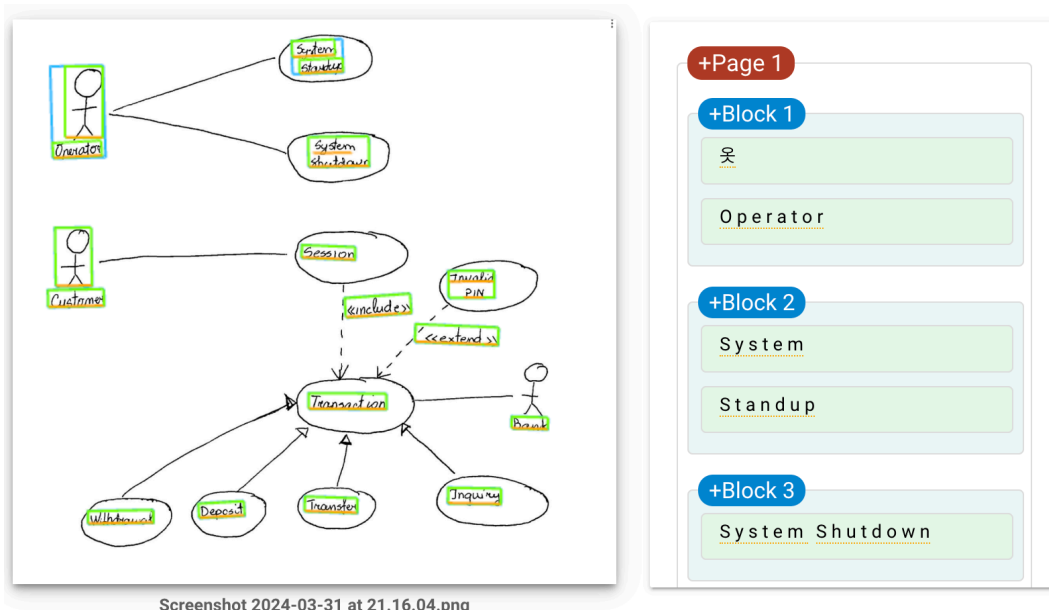 System
Startup
Operator
System
Shutdown
Session
Customer
Invalid
PIN
<<include>>
<<extend>>
Transaction
Bank
Withdrawal
Deposit
Transfer
Inquiry
Screenshot 2024-03-31 at 21.16.04.png
+Page 1
+Block 1
웃
Operator
+Block 2
System
Standup
+Block 3
System Shutdown